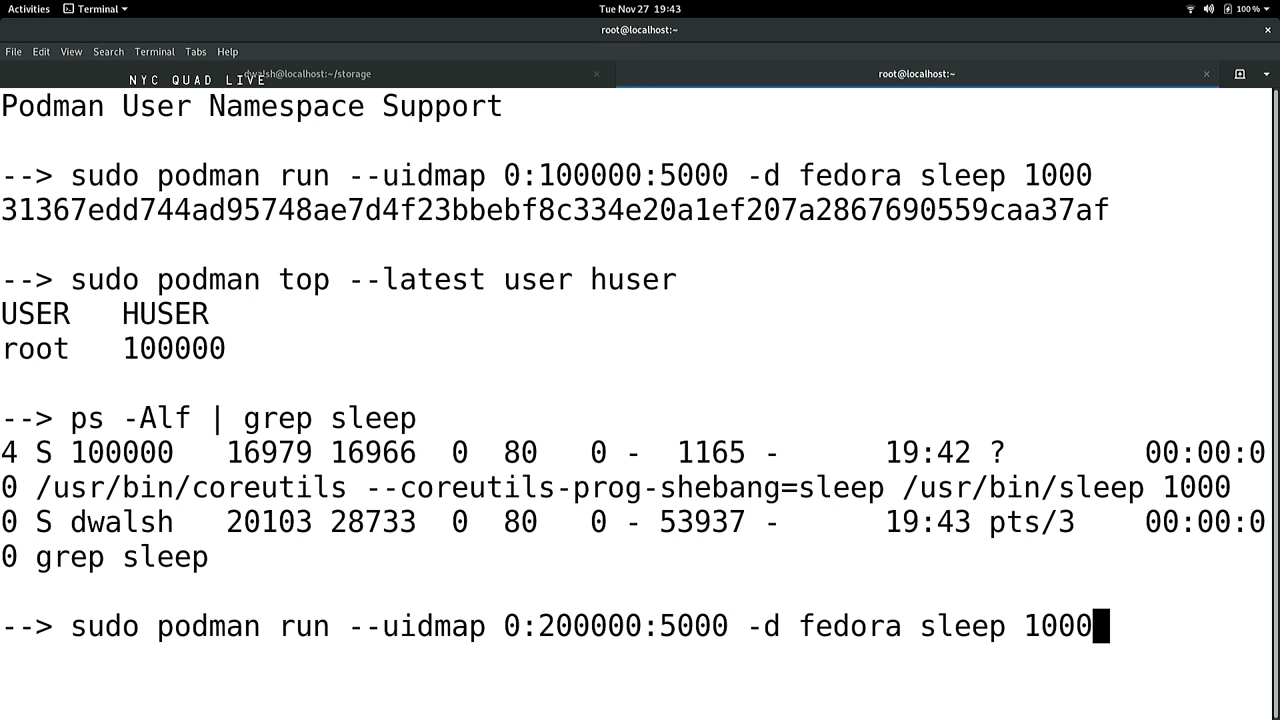 Activities Terminal Tue Nov 27 19:43 100%
root@localhost:~
File Edit View Search Terminal Tabs Help
dwalsh@localhost:~/storage root@localhost:~
NYC QUAD LIVE
Podman User Namespace Support
--> sudo podman run --uidmap 0:100000:5000 -d fedora sleep 1000
31367edd744ad95748ae7d4f23bbebf8c334e20a1ef207a2867690559caa37af
--> sudo podman top --latest user huser
USER HUSER
root 100000
--> ps -Alf | grep sleep
4 S 100000 16979 16966 0 80 0 - 1165 - 19:42 ? 00:00:0
0 /usr/bin/coreutils --coreutils-prog-shebang=sleep /usr/bin/sleep 1000
0 S dwalsh 20103 28733 0 80 0 - 53937 - 19:43 pts/3 00:00:0
0 grep sleep
--> sudo podman run --uidmap 0:200000:5000 -d fedora sleep 1000